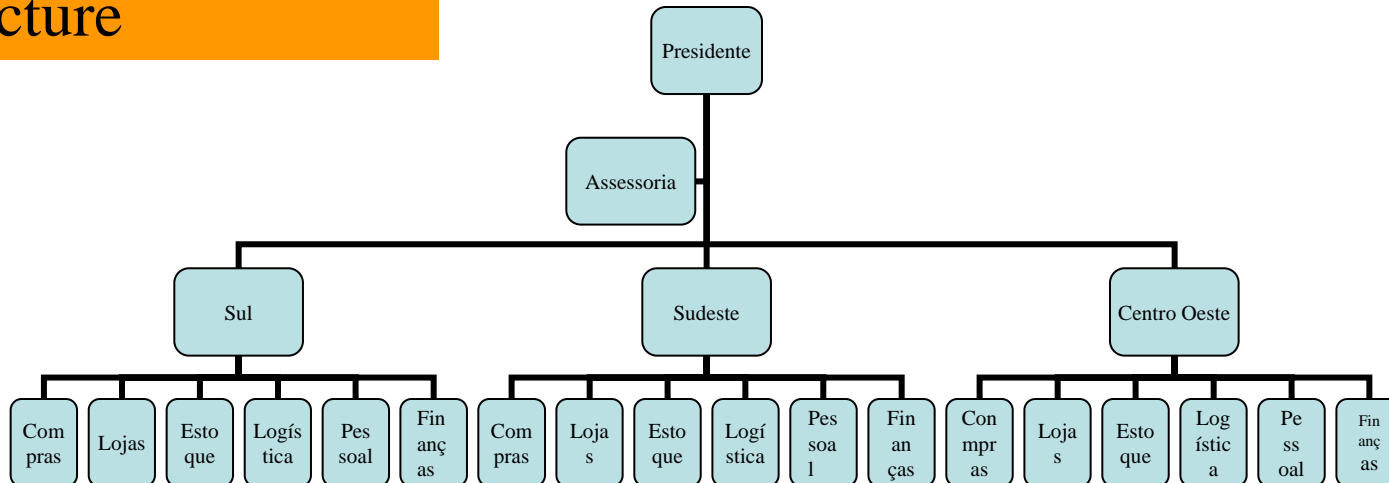 cture
Presidente
Assessoria
Sul
Sudeste
Centro Oeste
Com
pras
Lojas
Esto
que
Logís
tica
Pes
soal
Fin
anç
as
Com
pras
Loja
s
Esto
que
Logí
stica
Pes
soa
l
Fin
an
ças
Con
mpr
as
Loja
s
Esto
que
Log
ístic
a
Pe
ss
oal
Fin
anç
as